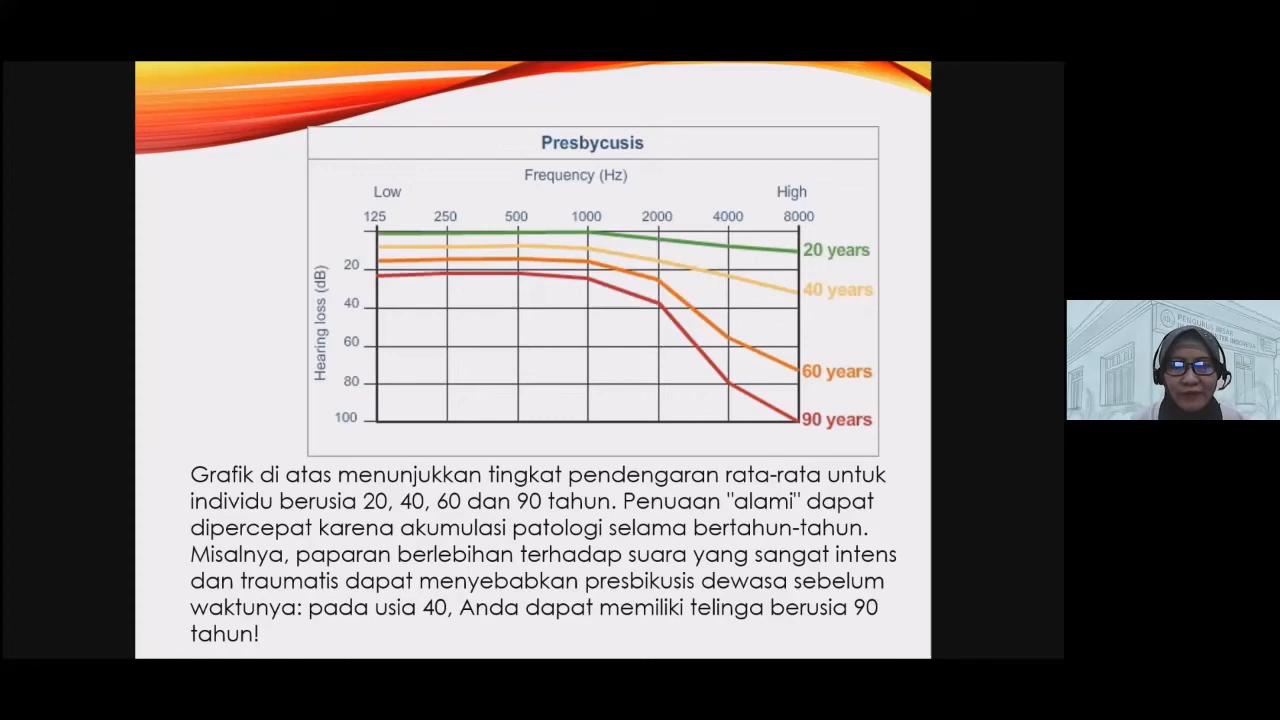 Presbycusis
Frequency (Hz)
Low High
125 250 500 1000 2000 4000 8000
Hearing loss (dB)
20
40
60
80
100
20 years
40 years
60 years
90 years
Grafik di atas menunjukkan tingkat pendengaran rata-rata untuk
individu berusia 20, 40, 60 dan 90 tahun. Penuaan "alami" dapat
dipercepat karena akumulasi patologi selama bertahun-tahun.
Misalnya, paparan berlebihan terhadap suara yang sangat intens
dan traumatis dapat menyebabkan presbikusis dewasa sebelum
waktunya: pada usia 40, Anda dapat memiliki telinga berusia 90
tahun!
PENGURUS BESAR